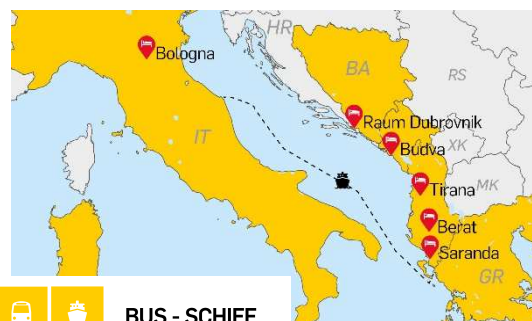 HR
Bologna
BA
RS
Raum Dubrovnik
IT
Budva
XK
Tirana
MK
Berat
Saranda
GR
BUS - SCHIFF